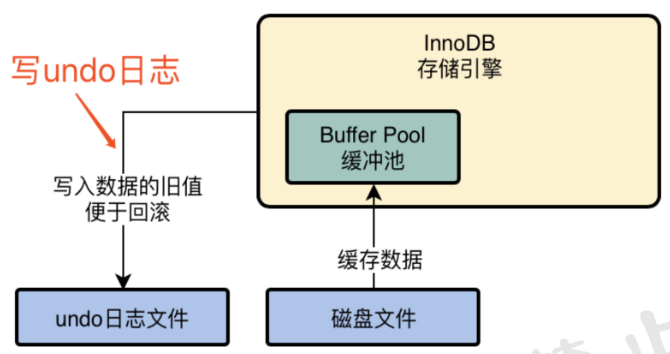 InnoDB
存储引擎
写undo日志
Buffer Pool
缓冲池
写入数据的旧值
便于回滚
缓存数据
undo日志文件
磁盘文件